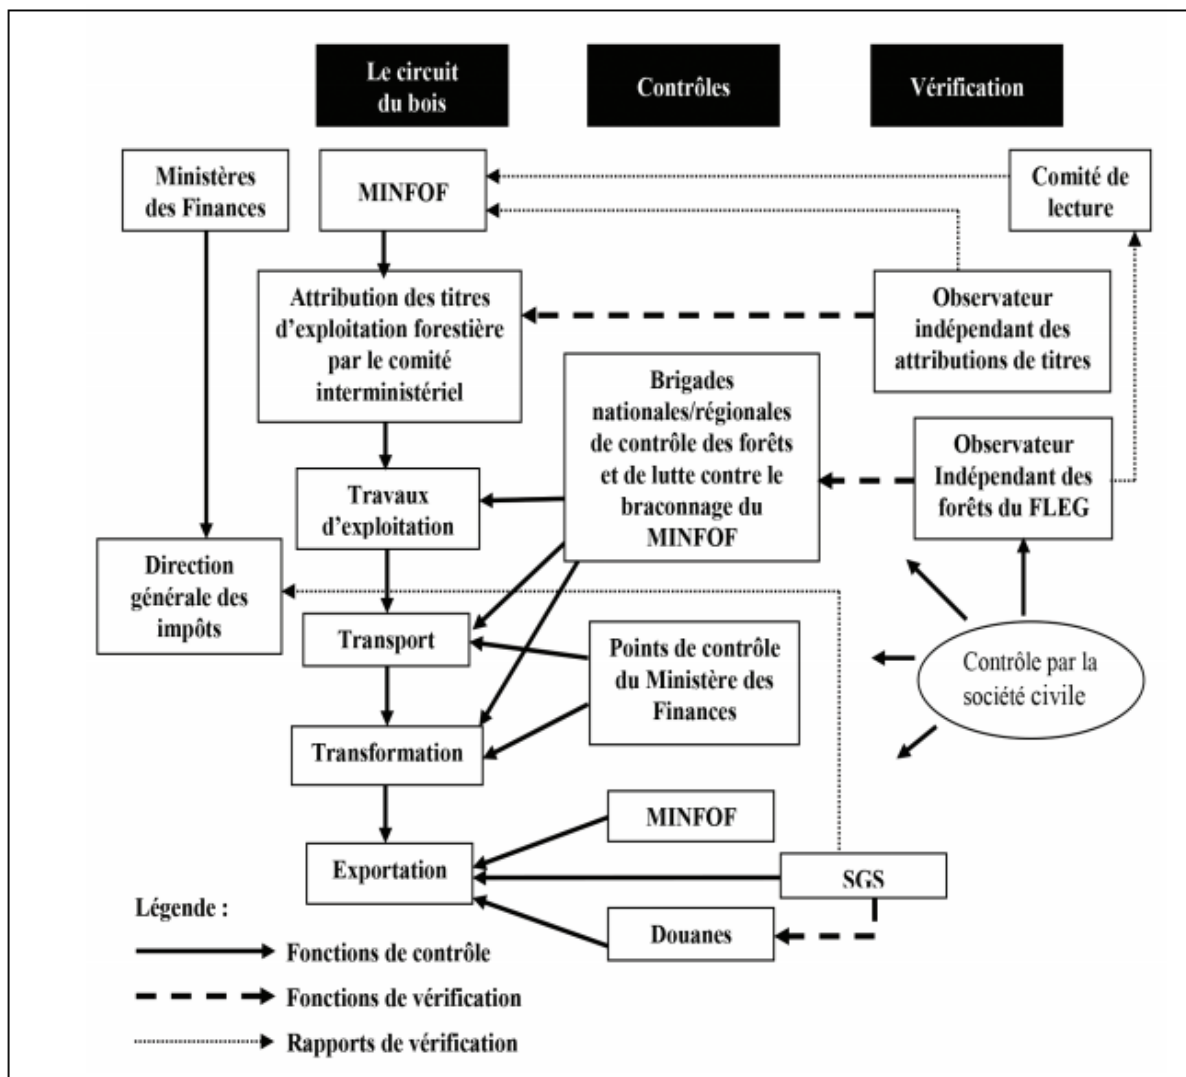 Le circuit
du bois
Contrôles
Vérification
Ministères
des Finances
MINFOF
Comité de
lecture
Attribution des titres
d'exploitation forestière
par le comité
interministériel
Observateur
indépendant des
attributions de titres
Brigades
nationales/régionales
de contrôle des forêts
et de lutte contre le
braconnage du
MINFOF
Observateur
Indépendant des
forêts du FLEG
Travaux
d'exploitation
Direction
générale des
impôts
Transport
Points de contrôle
du Ministère des
Finances
Contrôle par la
société civile
Transformation
MINFOF
Exportation
SGS
Douanes
Légende :
Fonctions de contrôle
Fonctions de vérification
Rapports de vérification